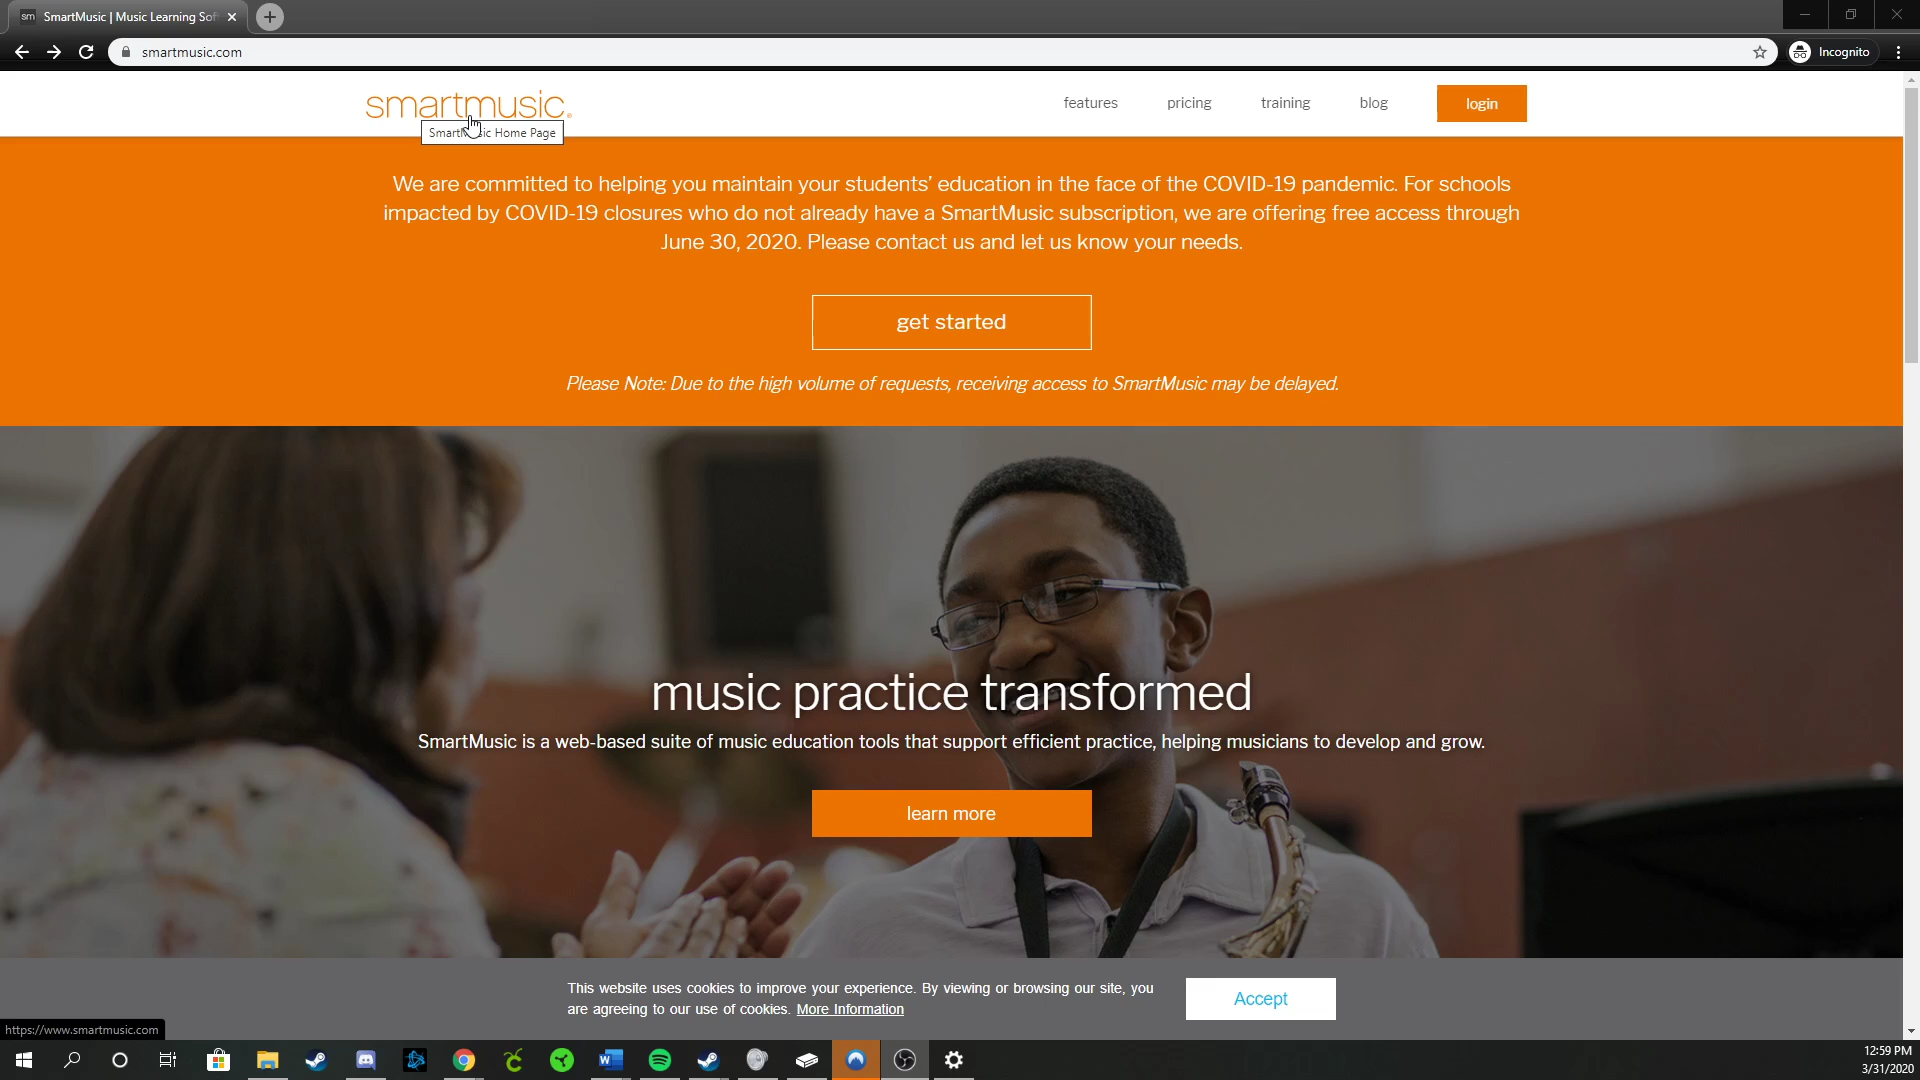 sm SmartMusic | Music Learning Sof
smartmusic.com
Incognito
smartmusic
features
pricing
training
blog
login
SmartMusic Home Page
We are committed to helping you maintain your students’ education in the face of the COVID-19 pandemic. For schools
impacted by COVID-19 closures who do not already have a SmartMusic subscription, we are offering free access through
June 30, 2020. Please contact us and let us know your needs.
get started
Please Note: Due to the high volume of requests, receiving access to SmartMusic may be delayed.
music practice transformed
SmartMusic is a web-based suite of music education tools that support efficient practice, helping musicians to develop and grow.
learn more
This website uses cookies to improve your experience. By viewing or browsing our site, you
are agreeing to our use of cookies. More Information
Accept
https://www.smartmusic.com
12:59 PM
3/31/2020